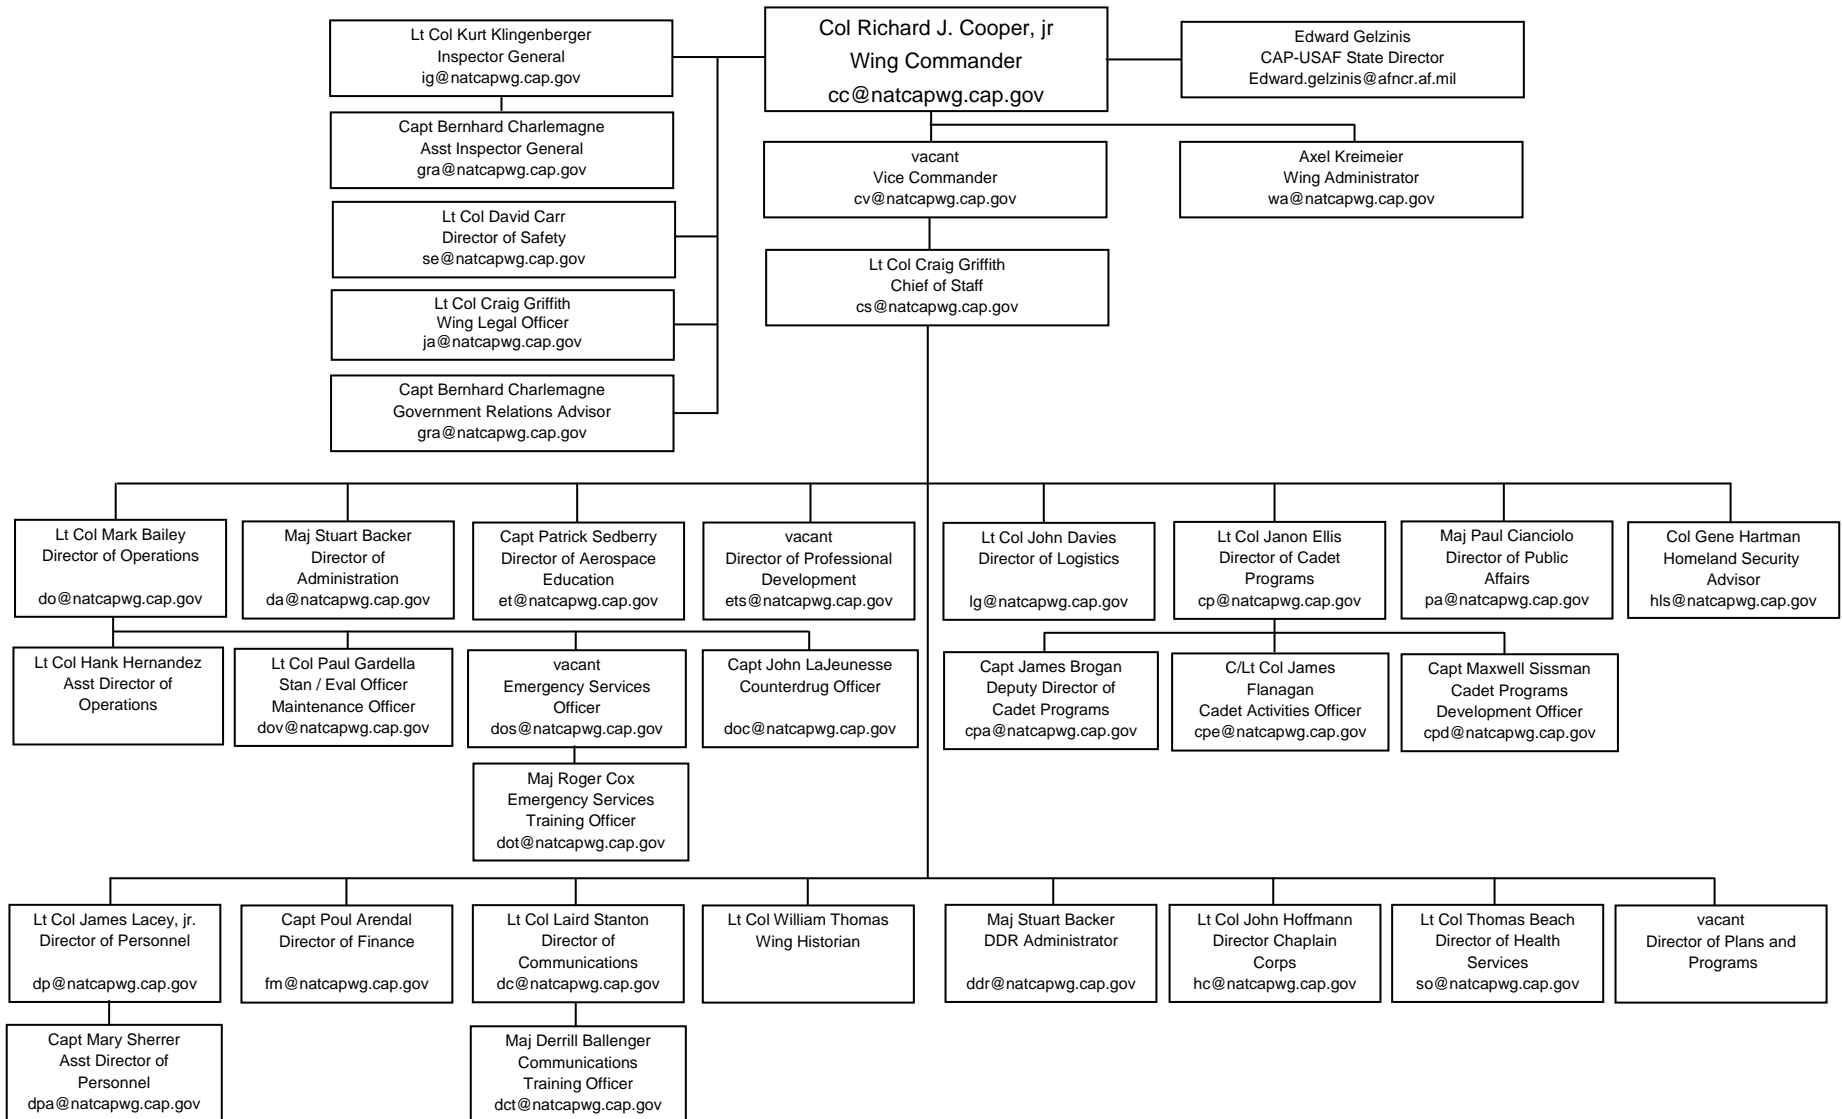 Col Richard J. Cooper, jr
Wing Commander
cc@natcapwg.cap.gov
Lt Col Kurt Klingenberger
Inspector General
ig@natcapwg.cap.gov
Edward Gelzinis
CAP-USAF State Director
Edward.gelzinis@afncr.af.mil
Capt Bernhard Charlemagne
Asst Inspector General
gra@natcapwg.cap.gov
vacant
Vice Commander
cv@natcapwg.cap.gov
Axel Kreimeier
Wing Administrator
wa@natcapwg.cap.gov
Lt Col David Carr
Director of Safety
se@natcapwg.cap.gov
Lt Col Craig Griffith
Chief of Staff
cs@natcapwg.cap.gov
Lt Col Craig Griffith
Wing Legal Officer
ja@natcapwg.cap.gov
Capt Bernhard Charlemagne
Government Relations Advisor
gra@natcapwg.cap.gov
Lt Col Mark Bailey
Director of Operations
do@natcapwg.cap.gov
Maj Stuart Backer
Director of
Administration
da@natcapwg.cap.gov
Capt Patrick Sedberry
Director of Aerospace
Education
et@natcapwg.cap.gov
vacant
Director of Professional
Development
ets@natcapwg.cap.gov
Lt Col John Davies
Director of Logistics
lg@natcapwg.cap.gov
Lt Col Janon Ellis
Director of Cadet
Programs
cp@natcapwg.cap.gov
Maj Paul Cianciolo
Director of Public
Affairs
pa@natcapwg.cap.gov
Col Gene Hartman
Homeland Security
Advisor
hls@natcapwg.cap.gov
Lt Col Hank Hernandez
Asst Director of
Operations
Lt Col Paul Gardella
Stan / Eval Officer
Maintenance Officer
dov@natcapwg.cap.gov
vacant
Emergency Services
Officer
dos@natcapwg.cap.gov
Capt John LaJeunesse
Counterdrug Officer
doc@natcapwg.cap.gov
Capt James Brogan
Deputy Director of
Cadet Programs
cpa@natcapwg.cap.gov
C/Lt Col James
Flanagan
Cadet Activities Officer
cpe@natcapwg.cap.gov
Capt Maxwell Sissman
Cadet Programs
Development Officer
cpd@natcapwg.cap.gov
Maj Roger Cox
Emergency Services
Training Officer
dot@natcapwg.cap.gov
Lt Col James Lacey, jr.
Director of Personnel
dp@natcapwg.cap.gov
Capt Poul Arendal
Director of Finance
fm@natcapwg.cap.gov
Lt Col Laird Stanton
Director of
Communications
dc@natcapwg.cap.gov
Lt Col William Thomas
Wing Historian
Maj Stuart Backer
DDR Administrator
ddr@natcapwg.cap.gov
Lt Col John Hoffmann
Director Chaplain
Corps
hc@natcapwg.cap.gov
Lt Col Thomas Beach
Director of Health
Services
so@natcapwg.cap.gov
vacant
Director of Plans and
Programs
Capt Mary Sherrer
Asst Director of
Personnel
dpa@natcapwg.cap.gov
Maj Derrill Ballenger
Communications
Training Officer
dct@natcapwg.cap.gov